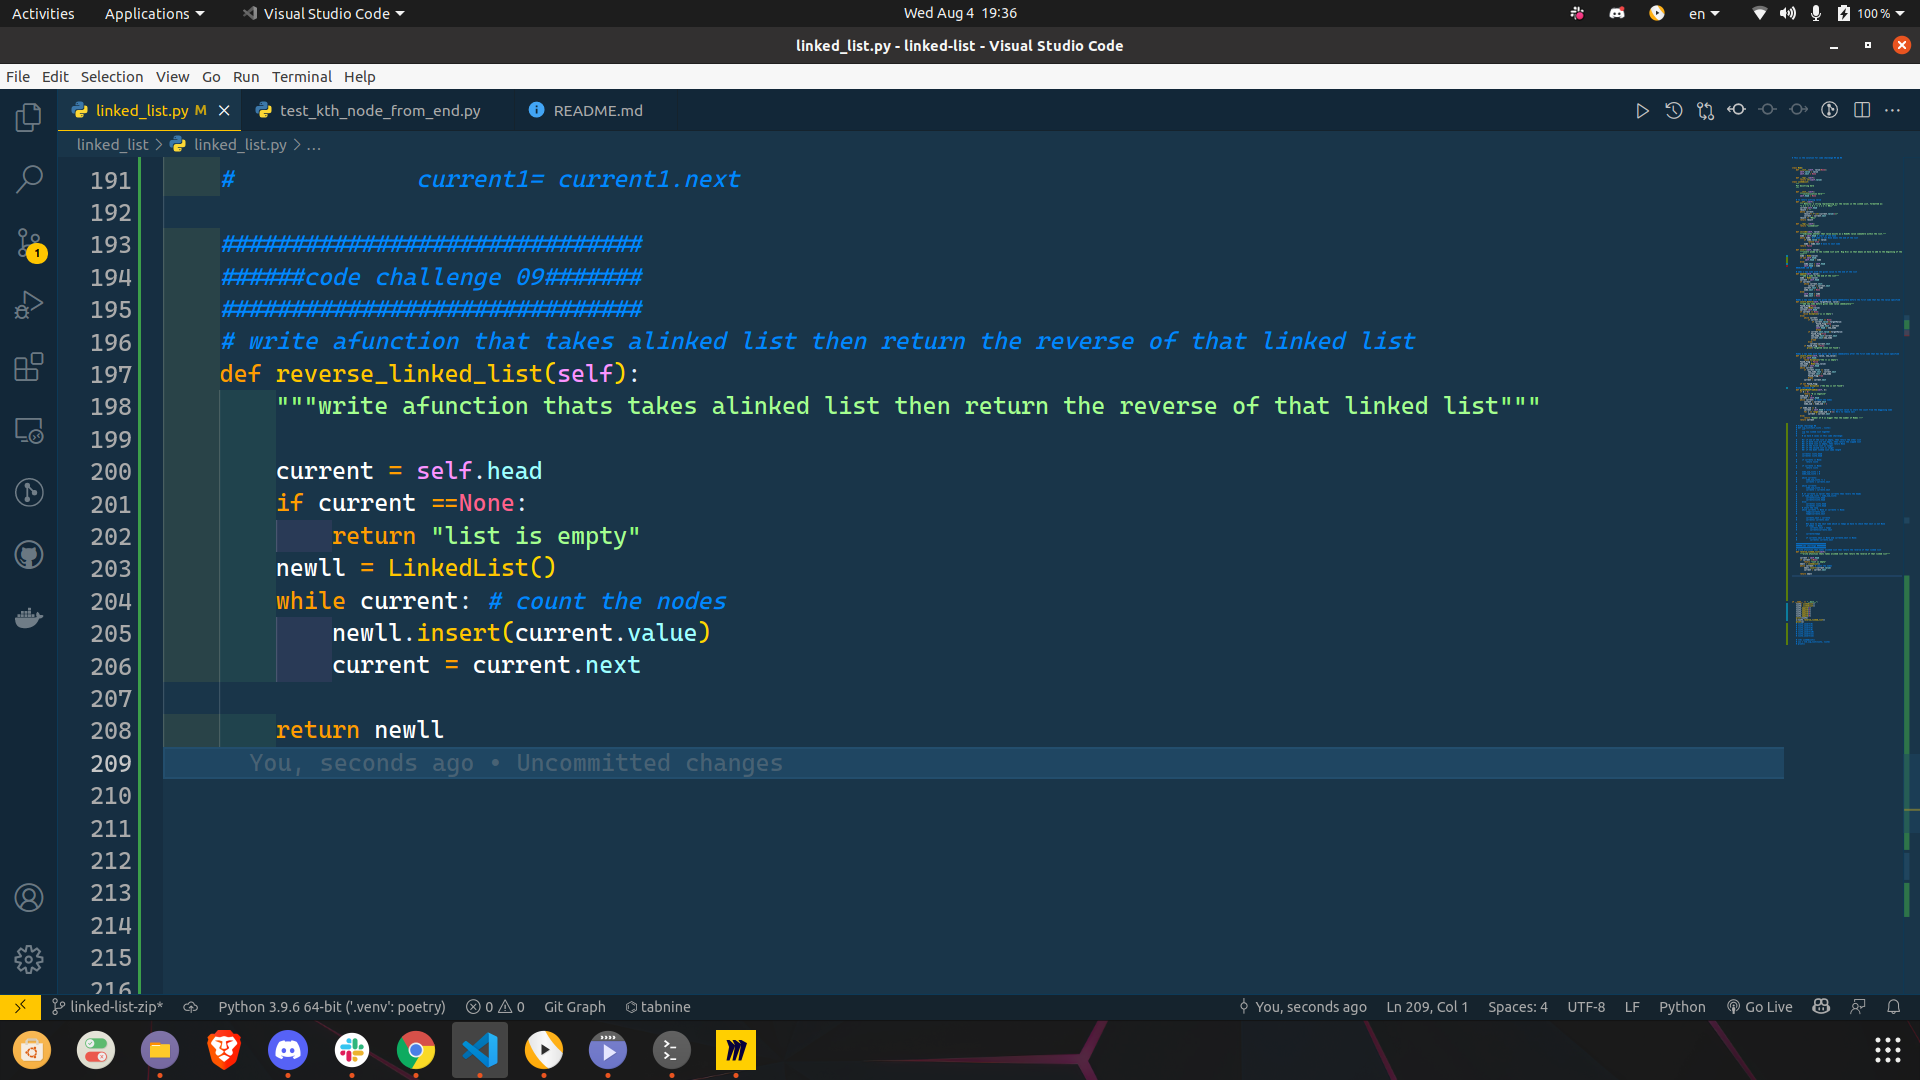 Activities Applications Visual Studio Code Wed Aug 4 19:36 en 100 %
linked_list.py - linked-list - Visual Studio Code
File Edit Selection View Go Run Terminal Help
linked_list.py M test_kth_node_from_end.py README.md
linked_list > linked_list.py > ...
191 # current1= current1.next
192
193 ##############################
194 ######code challenge 09#######
195 ##############################
196 # write afunction that takes alinked list then return the reverse of that linked list
197 def reverse_linked_list(self):
198 """write afunction thats takes alinked list then return the reverse of that linked list"""
199
200 current = self.head
201 if current ==None:
202 return "list is empty"
203 newll = LinkedList()
204 while current: # count the nodes
205 newll.insert(current.value)
206 current = current.next
207
208 return newll
209 You, seconds ago • Uncommitted changes
210
211
212
213
214
215
216
1
linked-list-zip* Python 3.9.6 64-bit ('.venv': poetry) 0 0 Git Graph tabnine You, seconds ago Ln 209, Col 1 Spaces: 4 UTF-8 LF Python Go Live